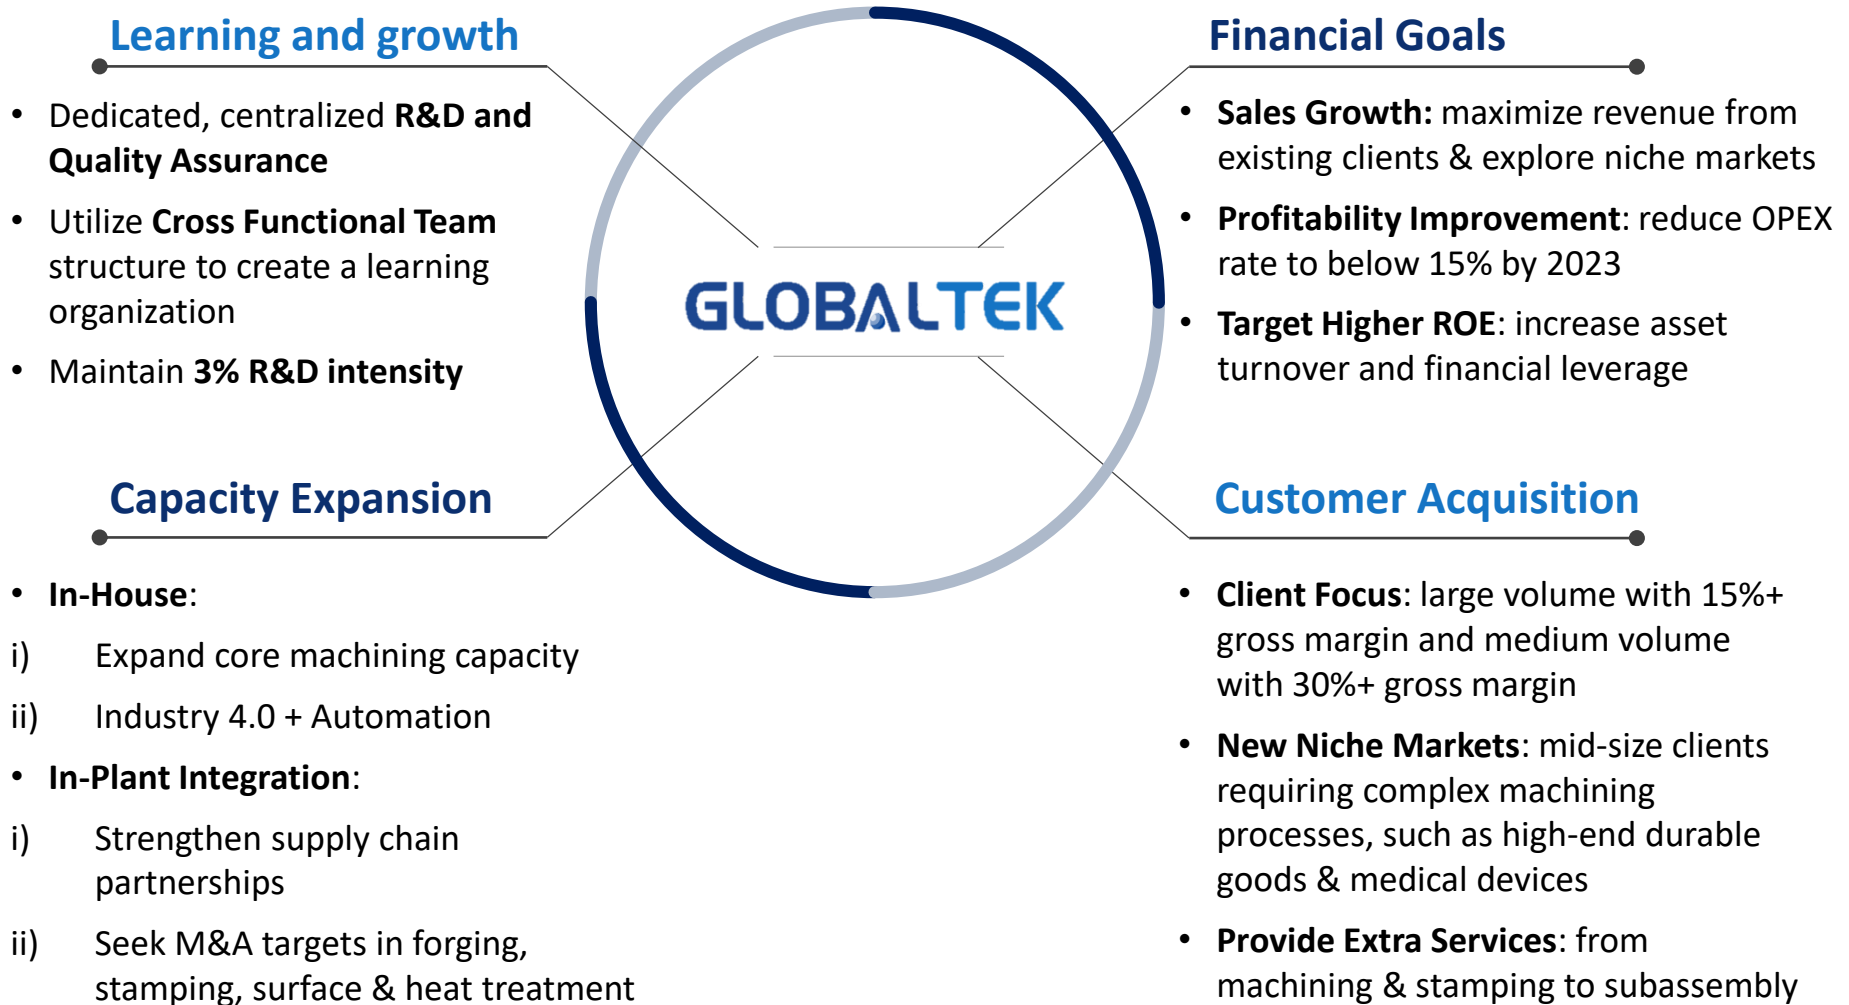 Learning and growth
• Dedicated, centralized R&D and
Quality Assurance
• Utilize Cross Functional Team
structure to create a learning
organization
• Maintain 3% R&D intensity
Financial Goals
• Sales Growth: maximize revenue from
existing clients & explore niche markets
• Profitability Improvement: reduce OPEX
rate to below 15% by 2023
• Target Higher ROE: increase asset
turnover and financial leverage
GLOBALTEK
Capacity Expansion
• In-House:
i) Expand core machining capacity
ii) Industry 4.0 + Automation
• In-Plant Integration:
i) Strengthen supply chain
partnerships
ii) Seek M&A targets in forging,
stamping, surface & heat treatment
Customer Acquisition
• Client Focus: large volume with 15%+
gross margin and medium volume
with 30%+ gross margin
• New Niche Markets: mid-size clients
requiring complex machining
processes, such as high-end durable
goods & medical devices
• Provide Extra Services: from
machining & stamping to subassembly